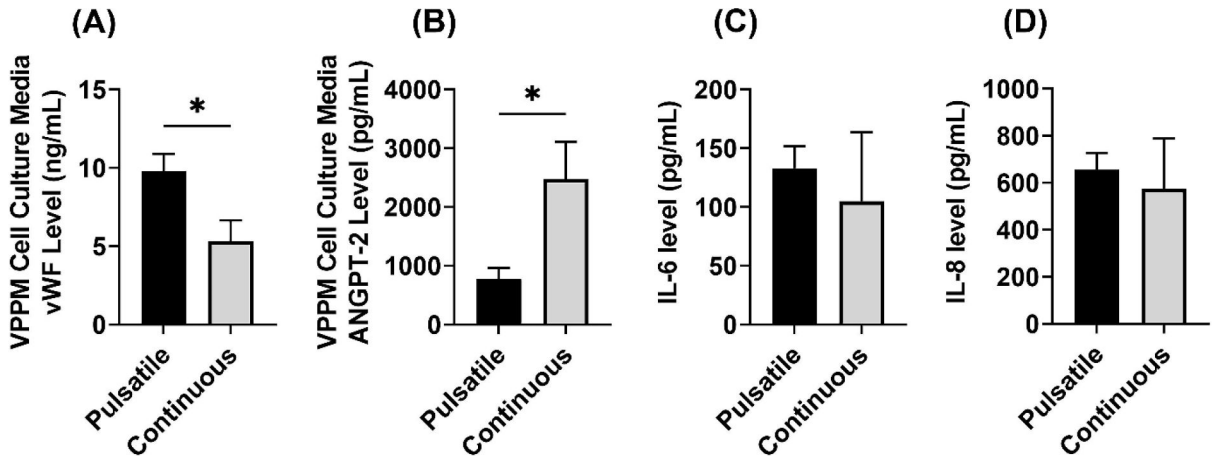 (A)
VPPM Cell Culture Media
vWF Level (ng/mL)
15
10
5
0
*
Pulsatile
Continuous
(B)
VPPM Cell Culture Media
ANGPT-2 Level (pg/mL)
4000
3000
2000
1000
0
*
Pulsatile
Continuous
(C)
IL-6 level (pg/mL)
200
150
100
50
0
Pulsatile
Continuous
(D)
IL-8 level (pg/mL)
1000
800
600
400
200
0
Pulsatile
Continuous